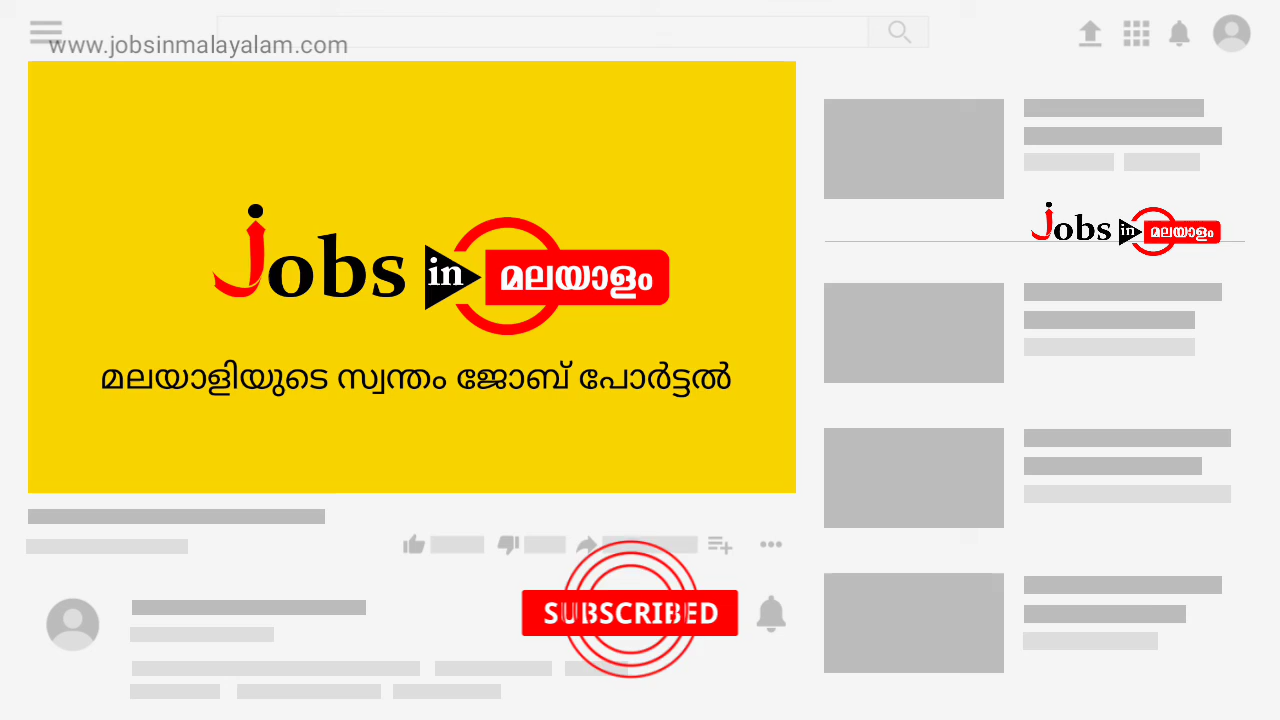 www.jobsinmalayalam.com
Jobs in മലയാളം
മലയാളിയുടെ സ്വന്തം ജോബ് പോർട്ടൽ
Jobs in മലയാളം
SUBSCRIBED